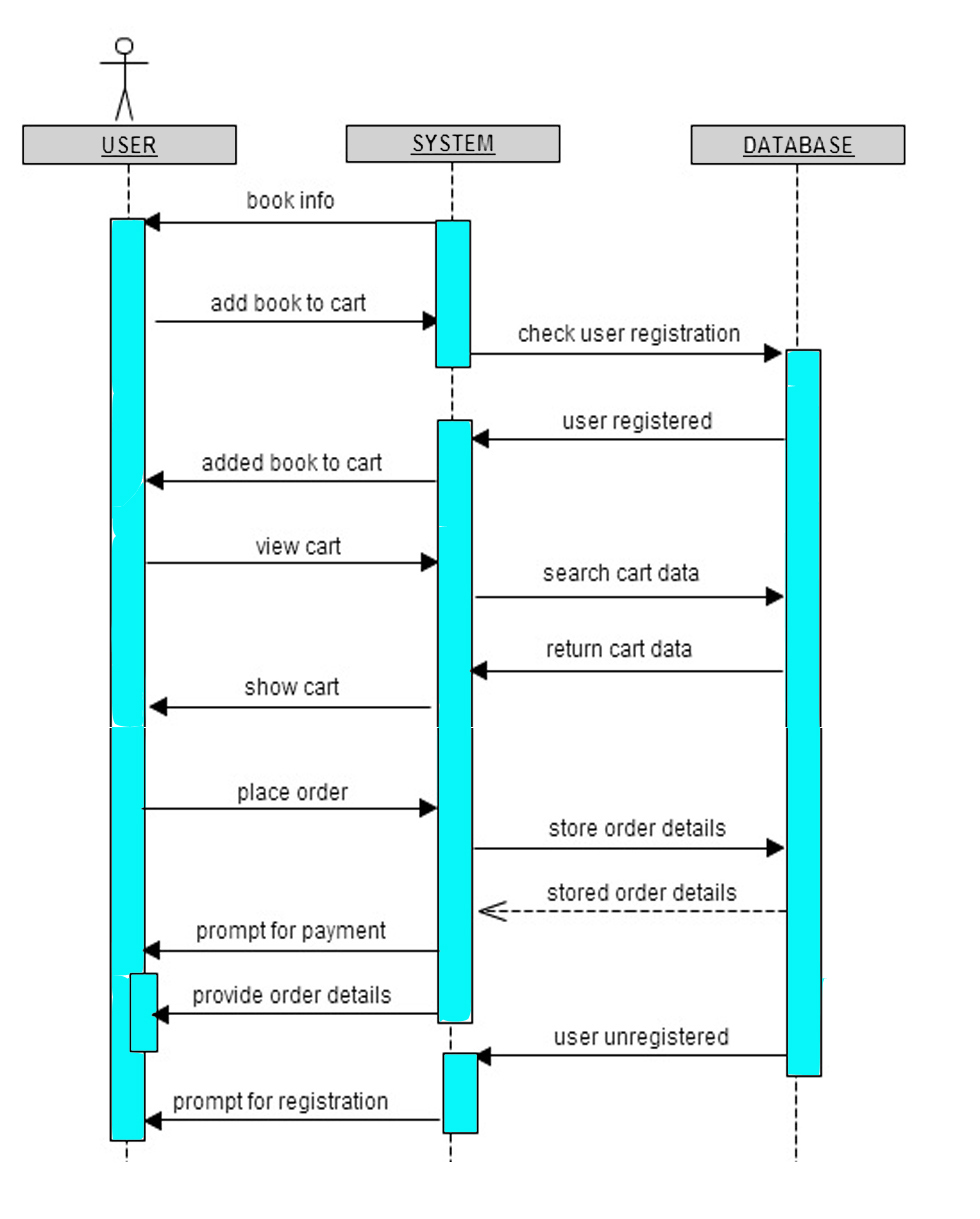 USER
SYSTEM
DATABASE
book info
add book to cart
check user registration
user registered
added book to cart
view cart
search cart data
return cart data
show cart
place order
store order details
stored order details
prompt for payment
provide order details
user unregistered
prompt for registration